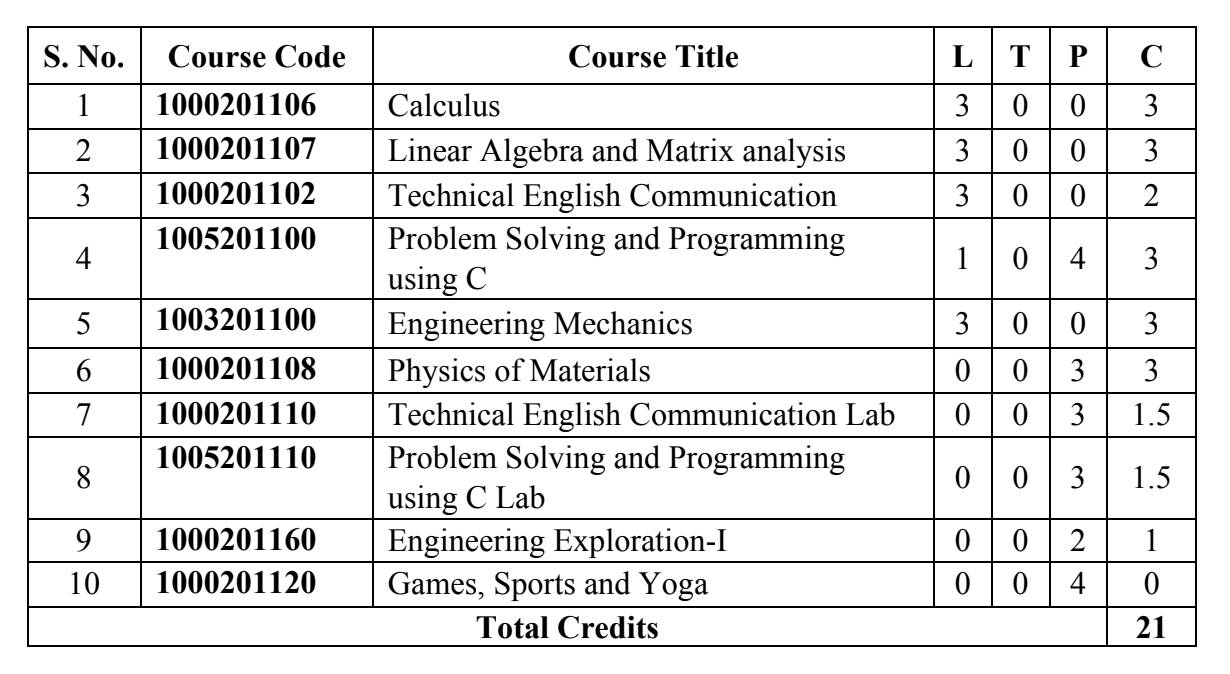 S. No. Course Code Course Title L T P C
1 1000201106 Calculus 3 0 0 3
2 1000201107 Linear Algebra and Matrix analysis 3 0 0 3
3 1000201102 Technical English Communication 3 0 0 2
4 1005201100 Problem Solving and Programming
using C 1 0 4 3
5 1003201100 Engineering Mechanics 3 0 0 3
6 1000201108 Physics of Materials 0 0 3 3
7 1000201110 Technical English Communication Lab 0 0 3 1.5
8 1005201110 Problem Solving and Programming
using C Lab 0 0 3 1.5
9 1000201160 Engineering Exploration-I 0 0 2 1
10 1000201120 Games, Sports and Yoga 0 0 4 0
Total Credits 21